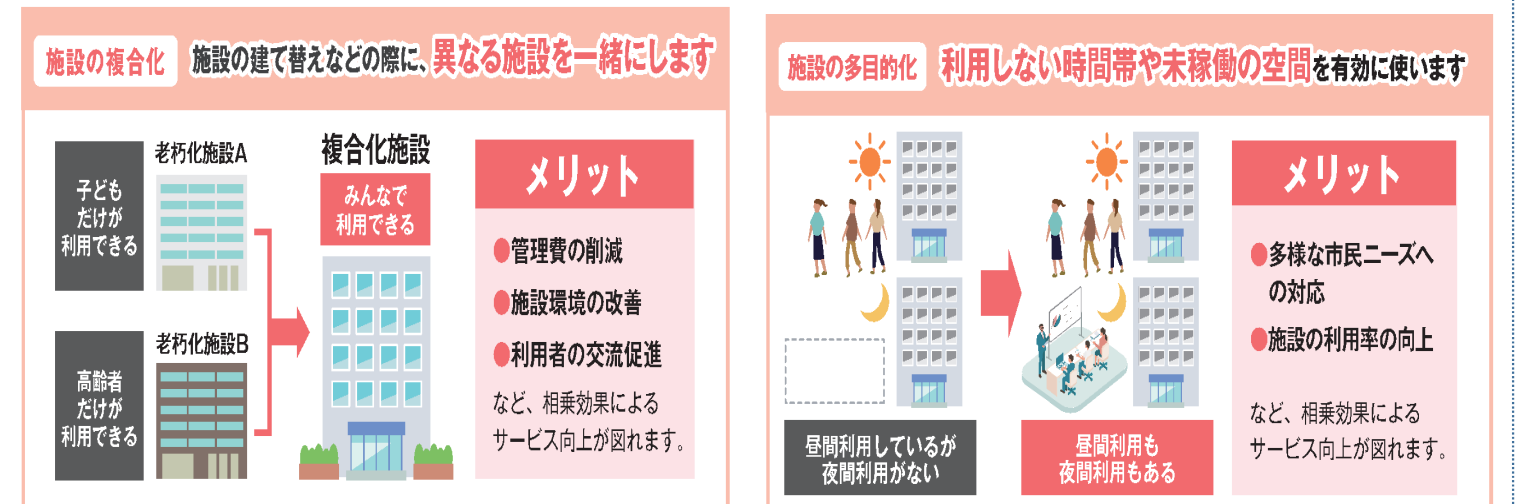 施設の複合化
施設の建て替えなどの際に、異なる施設を一緒にします
子ども
だけが
利用できる
老朽化施設A
高齢者
だけが
利用できる
老朽化施設B
複合化施設
みんなで
利用できる
メリット
●管理費の削減
●施設環境の改善
●利用者の交流促進
など、相乗効果による
サービス向上が図れます。
施設の多目的化
利用しない時間帯や未稼働の空間を有効に使います
昼間利用しているが
夜間利用がない
昼間利用も
夜間利用もある
メリット
●多様な市民ニーズへ
の対応
●施設の利用率の向上
など、相乗効果による
サービス向上が図れます。